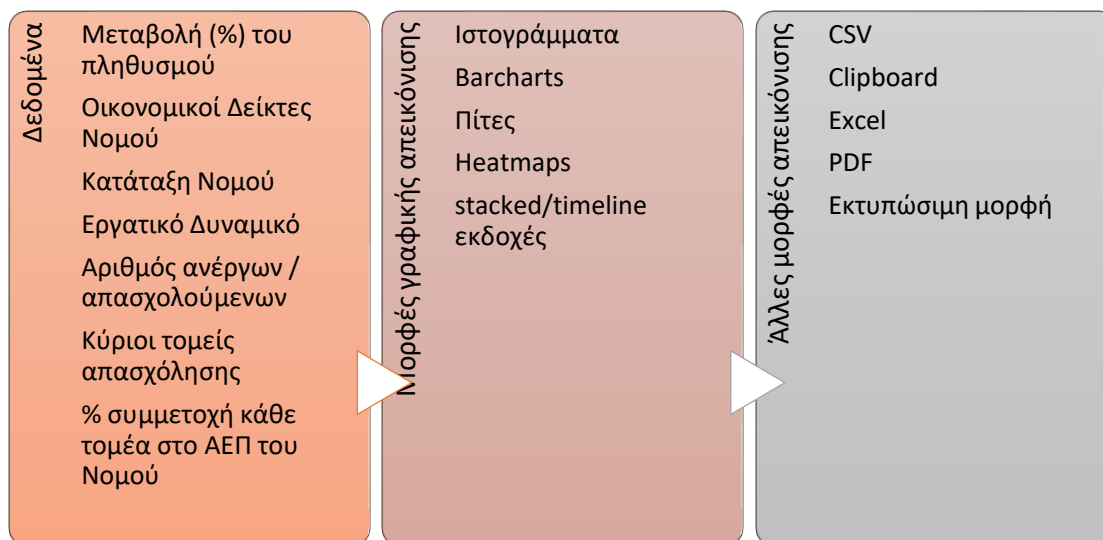 Δεδομένα
Μεταβολή (%) του
πληθυσμού
Οικονομικοί Δείκτες
Νομού
Κατάταξη Νομού
Εργατικό Δυναμικό
Αριθμός ανέργων /
απασχολούμενων
Κύριοι τομείς
απασχόλησης
% συμμετοχή κάθε
τομέα στο ΑΕΠ του
Νομού
Μορφές γραφικής απεικόνισης
Ιστογράμματα
Barcharts
Πίτες
Heatmaps
stacked/timeline
εκδοχές
Άλλες μορφές απεικόνισης
CSV
Clipboard
Excel
PDF
Εκτυπώσιμη μορφή